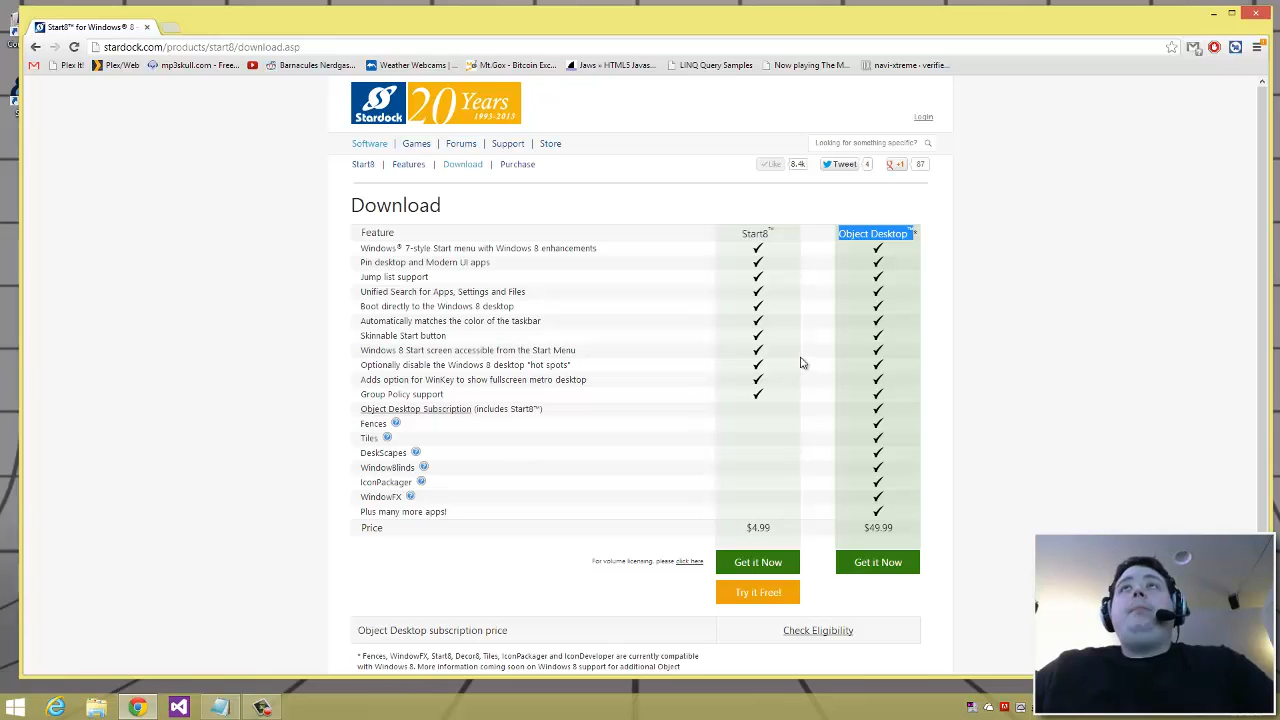 Start8™ for Windows® 8 -
stardock.com/products/start8/download.asp
Plex It!
Plex/Web
mp3skull.com - Free...
Barnacules Nerdgas...
Weather Webcams | ...
Mt.Gox - Bitcoin Exc...
Jaws » HTML5 Javas...
LINQ Query Samples
Now playing The M...
navi-xtreme · verifie...
Stardock
20 Years
1993-2013
Login
Software
Games
Forums
Support
Store
Looking for something specific?
Start8 | Features | Download | Purchase
Like 8.4k
Tweet 4
+1 87
Download
Feature Start8™ Object Desktop™*
Windows® 7-style Start menu with Windows 8 enhancements
Pin desktop and Modern UI apps
Jump list support
Unified Search for Apps, Settings and Files
Boot directly to the Windows 8 desktop
Automatically matches the color of the taskbar
Skinnable Start button
Windows 8 Start screen accessible from the Start Menu
Optionally disable the Windows 8 desktop "hot spots"
Adds option for WinKey to show fullscreen metro desktop
Group Policy support
Object Desktop Subscription (includes Start8™)
Fences
Tiles
DeskScapes
WindowBlinds
IconPackager
WindowFX
Plus many more apps!
Price $4.99 $49.99
For volume licensing, please click here
Get it Now
Get it Now
Try it Free!
Object Desktop subscription price
Check Eligibility
* Fences, WindowFX, Start8, Decor8, Tiles, IconPackager and IconDeveloper are currently compatible
with Windows 8. More information coming soon on Windows 8 support for additional Object